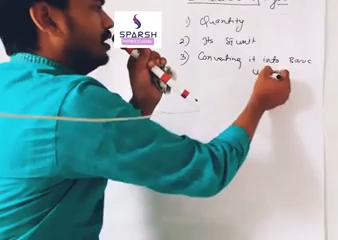 SPARSH
1) Quantity
2) Its SI unit
3) Converting it into Basic